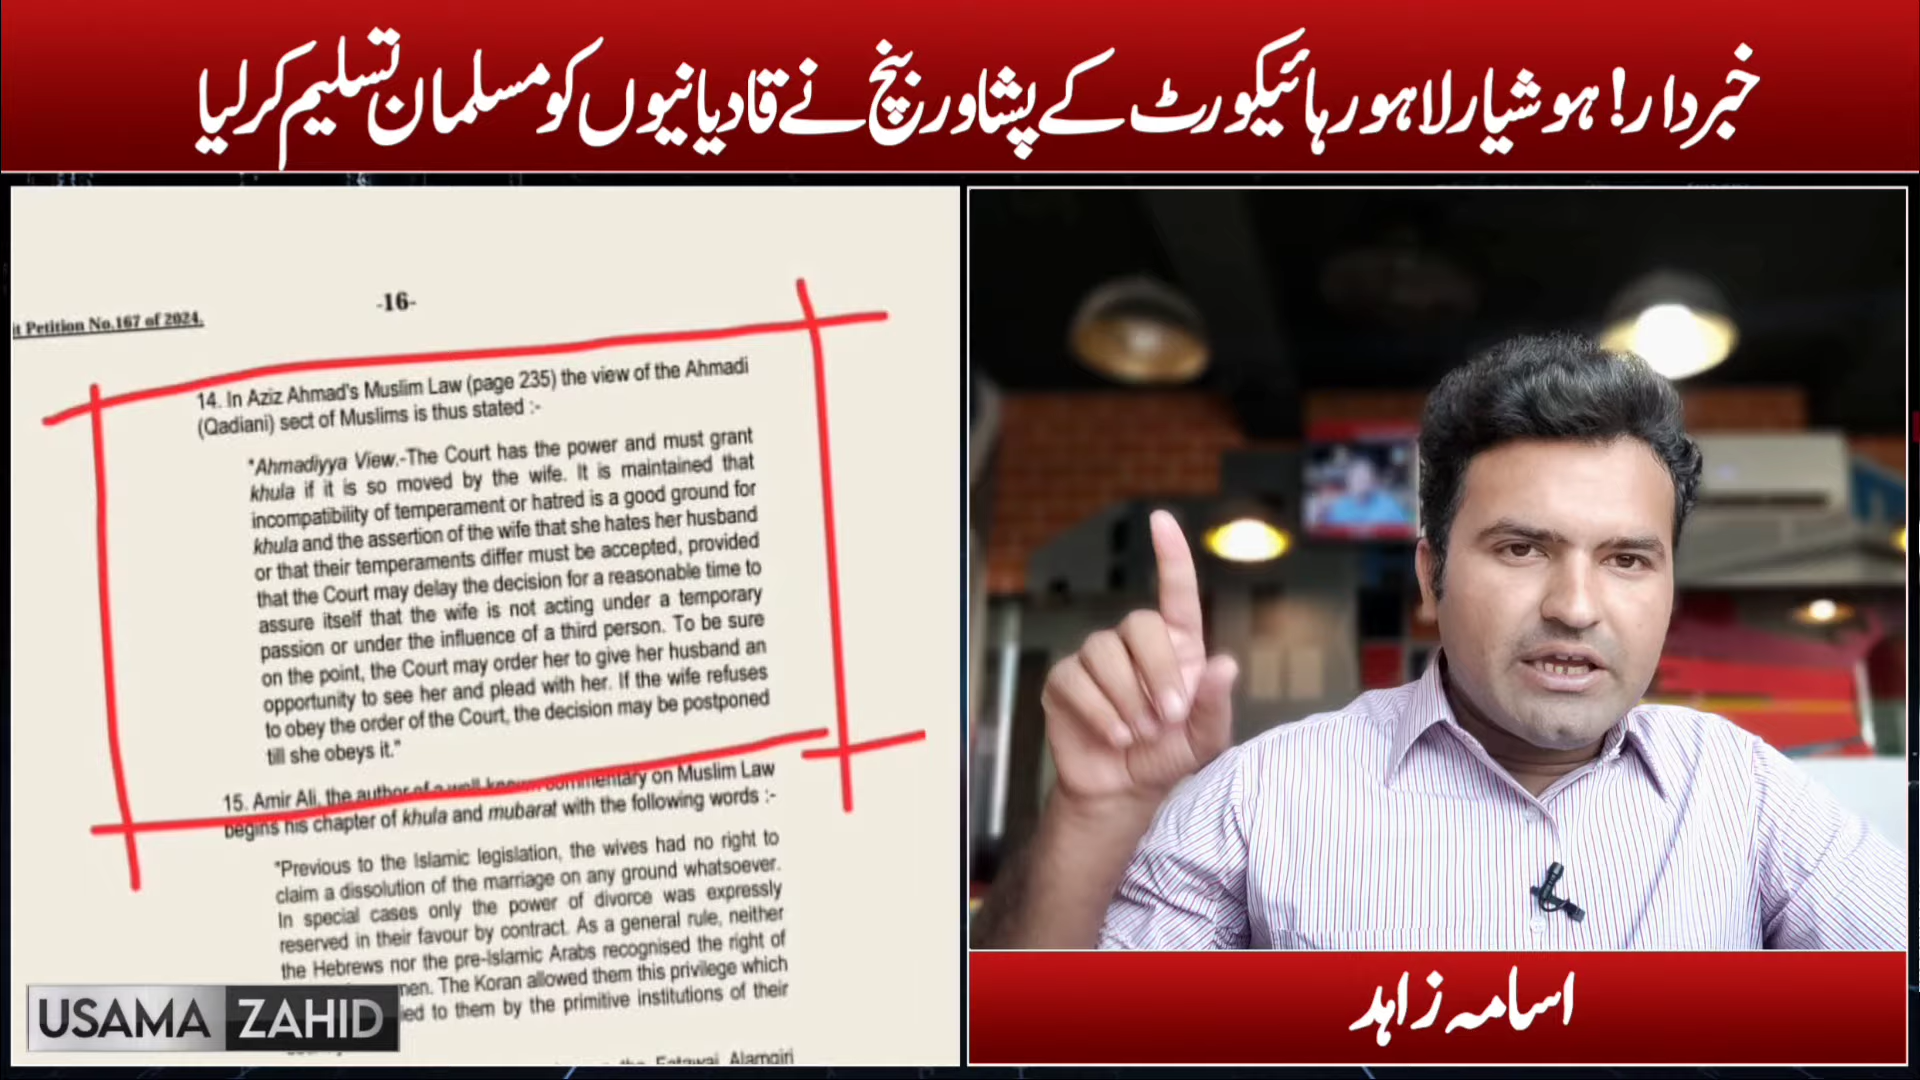 خبردار! ہوشیار لاہور ہائیکورٹ کے پشاور بنچ نے قادیانیوں کو مسلمان تسلیم کرلیا
-16-
it Petition No.167 of 2024.
14. In Aziz Ahmad's Muslim Law (page 235) the view of the Ahmadi
(Qadiani) sect of Muslims is thus stated :-
"Ahmadiyya View.-The Court has the power and must grant
khula if it is so moved by the wife. It is maintained that
incompatibility of temperament or hatred is a good ground for
khula and the assertion of the wife that she hates her husband
or that their temperaments differ must be accepted, provided
that the Court may delay the decision for a reasonable time to
assure itself that the wife is not acting under a temporary
passion or under the influence of a third person. To be sure
on the point, the Court may order her to give her husband an
opportunity to see her and plead with her. If the wife refuses
to obey the order of the Court, the decision may be postponed
till she obeys it."
15. Amir Ali, the author of a well known commentary on Muslim Law
begins his chapter of khula and mubarat with the following words :-
"Previous to the Islamic legislation, the wives had no right to
claim a dissolution of the marriage on any ground whatsoever.
In special cases only the power of divorce was expressly
reserved in their favour by contract. As a general rule, neither
the Hebrews nor the pre-Islamic Arabs recognised the right of
men. The Koran allowed them this privilege which
ied to them by the primitive institutions of their
the Fatawai Alamgiri
USAMA ZAHID
اسامہ زاہد